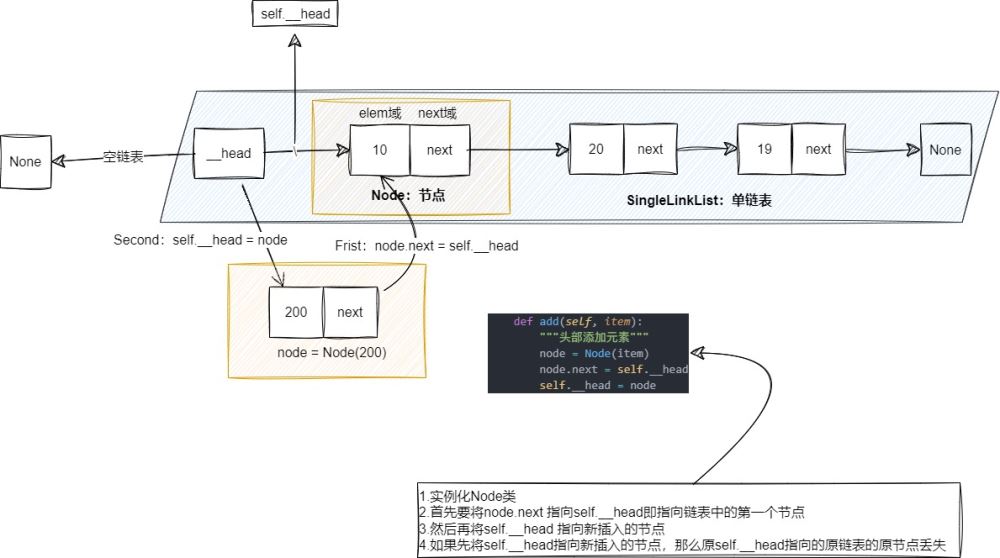 self.__head
elem域 next域
None
空链表
__head
10
next
20
next
19
next
None
Node：节点
SingleLinkList：单链表
Second：self.__head = node
Frist：node.next = self.__head
200
next
node = Node(200)
def add(self, item):
"""头部添加元素"""
node = Node(item)
node.next = self.__head
self.__head = node
1.实例化Node类
2.首先要将node.next 指向self.__head即指向链表中的第一个节点
3.然后再将self.__head 指向新插入的节点
4.如果先将self.__head指向新插入的节点，那么原self.__head指向的原链表的原节点丢失